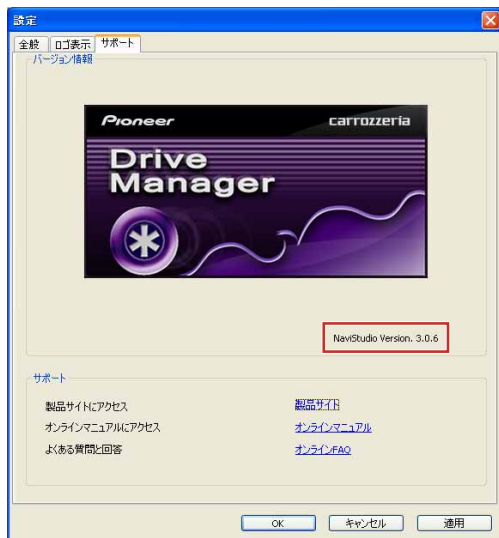 設定
全般 ロゴ表示 サポート
バージョン情報
Pioneer carrozzeria
Drive
Manager
NaviStudio Version. 3.0.6
サポート
製品サイトにアクセス 製品サイト
オンラインマニュアルにアクセス オンラインマニュアル
よくある質問と回答 オンラインFAQ
OK キャンセル 適用